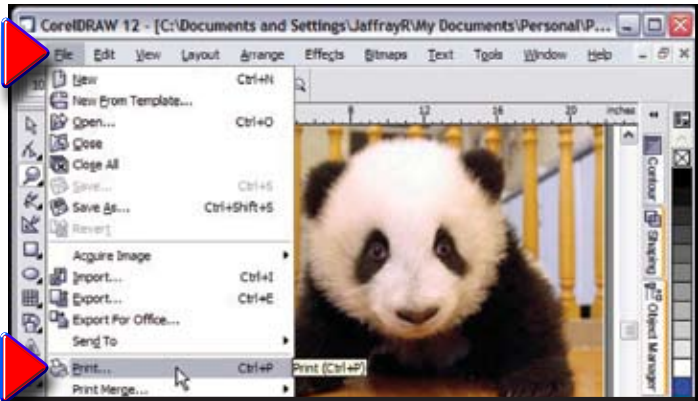 CorelDRAW 12 - [C:\Documents and Settings\JaffrayR\My Documents\Personal\P...
File Edit View Layout Arrange Effects Bitmaps Text Tools Window Help
10
New Ctrl+N
New From Template...
Open... Ctrl+O
Close
Close All
Save... Ctrl+S
Save As... Ctrl+Shift+S
Revert
Acquire Image
Import... Ctrl+I
Export... Ctrl+E
Export For Office...
Send To
Print... Ctrl+P
Print (Ctrl+P)
Print Merge...
8 12 16 20 inches
Contour
Shaping
Object Manager